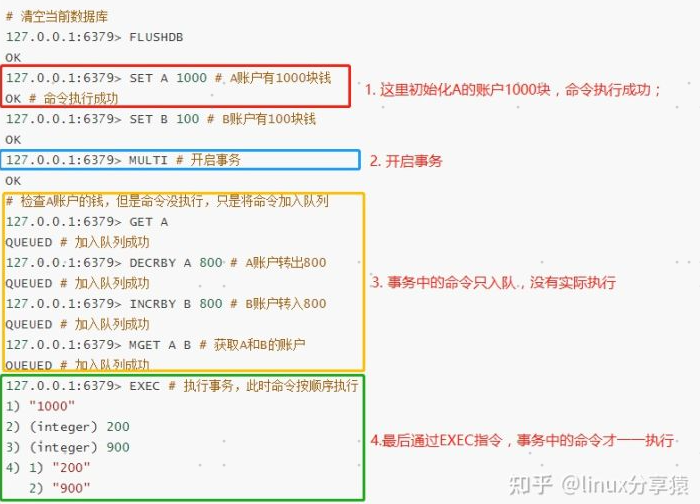 # 清空当前数据库
127.0.0.1:6379> FLUSHDB
OK
127.0.0.1:6379> SET A 1000 # A账户有1000块钱
OK # 命令执行成功
1. 这里初始化A的账户1000块，命令执行成功；
127.0.0.1:6379> SET B 100 # B账户有100块钱
OK
127.0.0.1:6379> MULTI # 开启事务
2. 开启事务
OK
# 检查A账户的钱，但是命令没执行，只是将命令加入队列
127.0.0.1:6379> GET A
QUEUED # 加入队列成功
127.0.0.1:6379> DECRBY A 800 # A账户转出800
QUEUED # 加入队列成功
3. 事务中的命令只入队，没有实际执行
127.0.0.1:6379> INCRBY B 800 # B账户转入800
QUEUED # 加入队列成功
127.0.0.1:6379> MGET A B # 获取A和B的账户
QUEUED # 加入队列成功
127.0.0.1:6379> EXEC # 执行事务，此时命令按顺序执行
1) "1000"
2) (integer) 200
3) (integer) 900
4.最后通过EXEC指令，事务中的命令才一一执行
4) 1) "200"
2) "900"
知乎 @linux分享猿